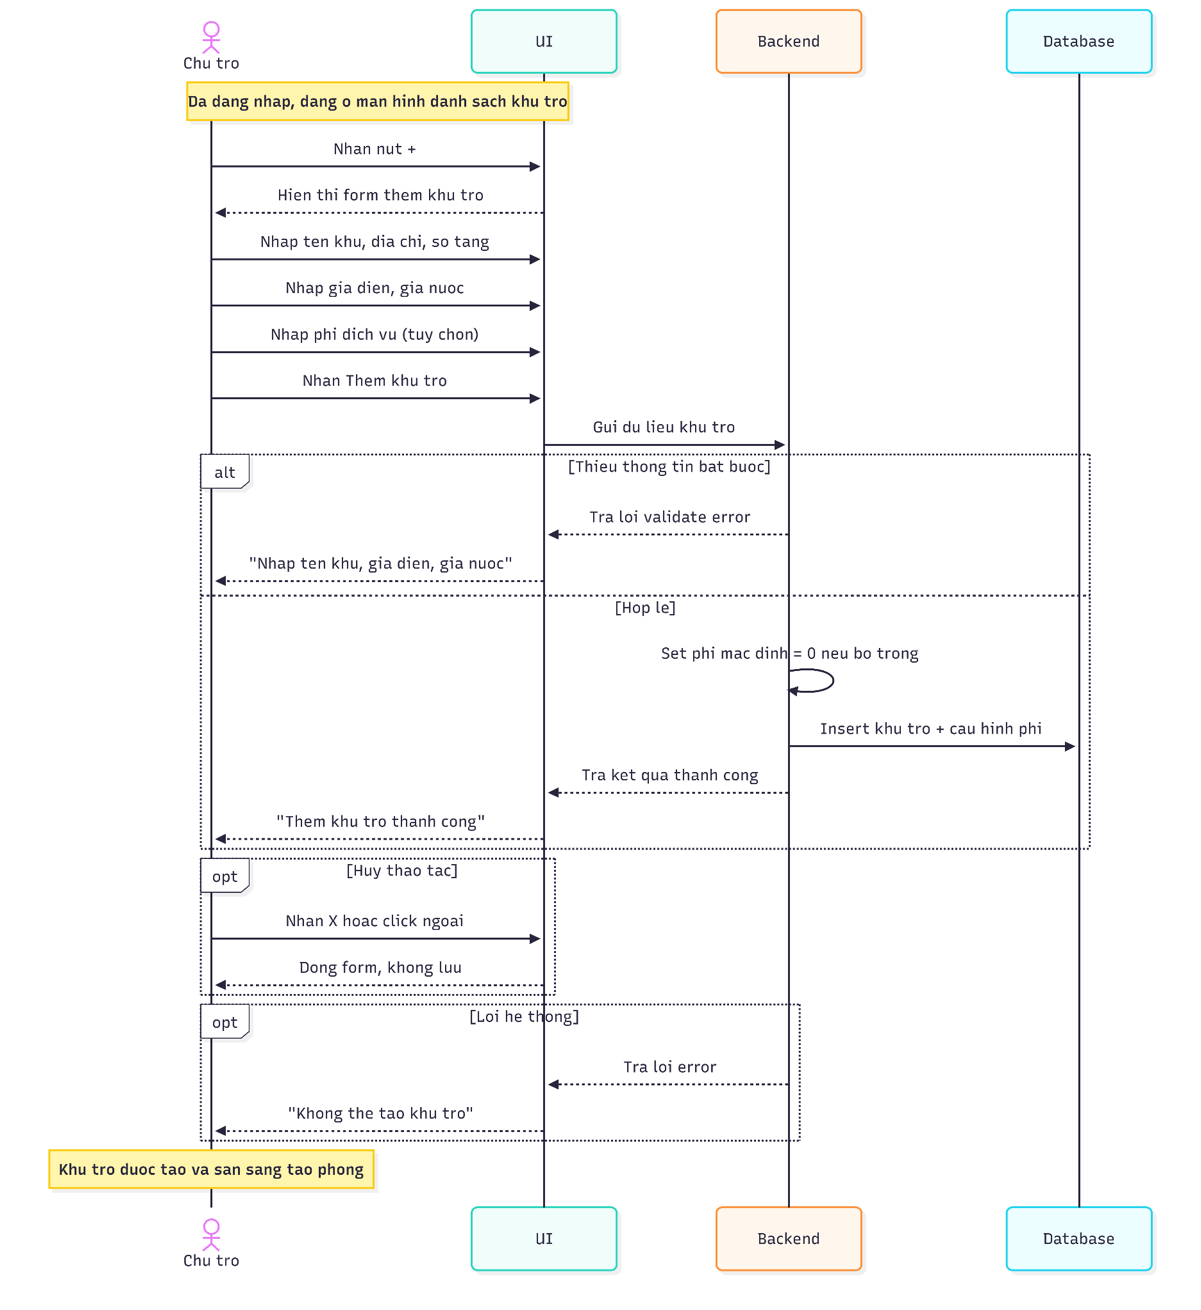 Chu tro
UI
Backend
Database
Da dang nhap, dang o man hinh danh sach khu tro
Nhan nut +
Hien thi form them khu tro
Nhap ten khu, dia chi, so tang
Nhap gia dien, gia nuoc
Nhap phi dich vu (tuy chon)
Nhan Them khu tro
Gui du lieu khu tro
alt
[Thieu thong tin bat buoc]
Tra loi validate error
"Nhap ten khu, gia dien, gia nuoc"
[Hop le]
Set phi mac dinh = 0 neu bo trong
Insert khu tro + cau hinh phi
Tra ket qua thanh cong
"Them khu tro thanh cong"
opt
[Huy thao tac]
Nhan X hoac click ngoai
Dong form, khong luu
opt
[Loi he thong]
Tra loi error
"Khong the tao khu tro"
Khu tro duoc tao va san sang tao phong
Chu tro
UI
Backend
Database